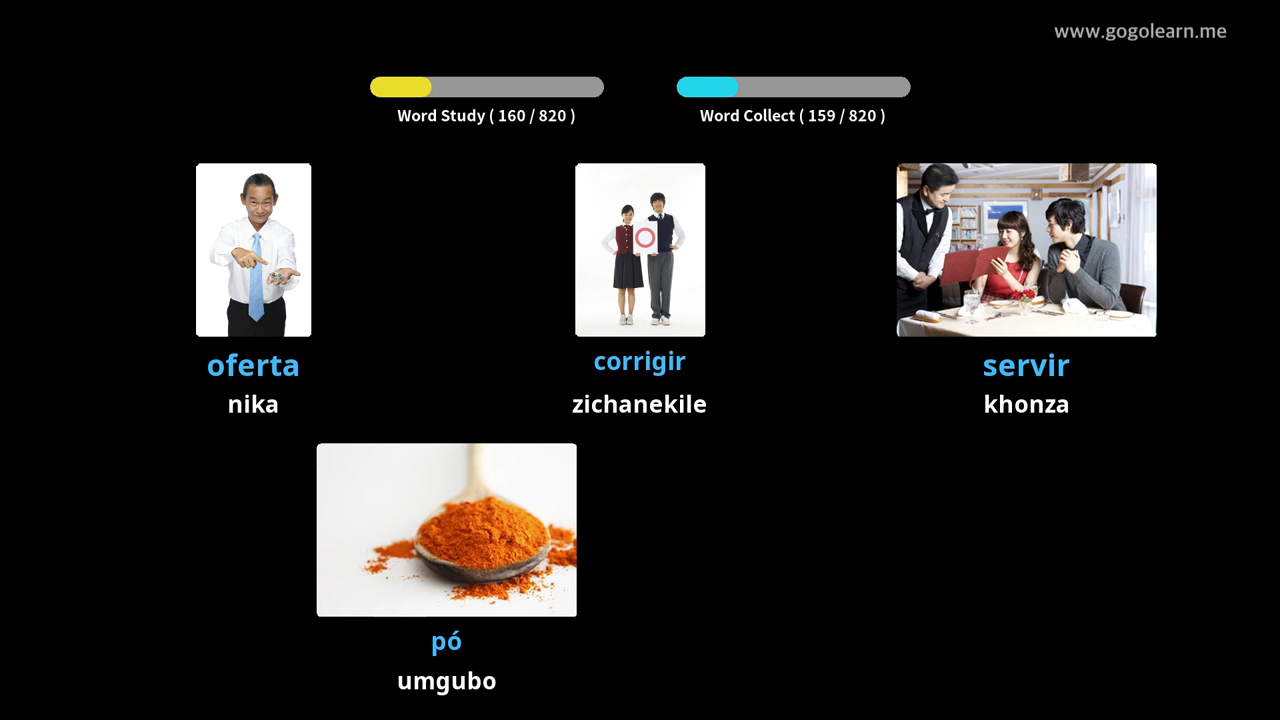 www.gogolearn.me
Word Study ( 160 / 820 )
Word Collect ( 159 / 820 )
oferta
nika
corrigir
zichanekile
servir
khonza
pó
umgubo